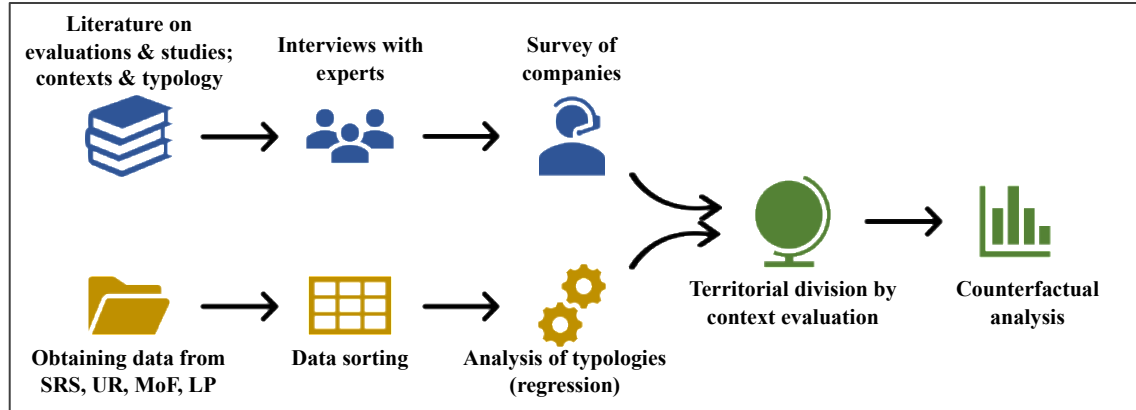 Literature on
evaluations & studies;
contexts & typology
Interviews with
experts
Survey of
companies
Territorial division by
context evaluation
Counterfactual
analysis
Obtaining data from
SRS, UR, MoF, LP
Data sorting
Analysis of typologies
(regression)